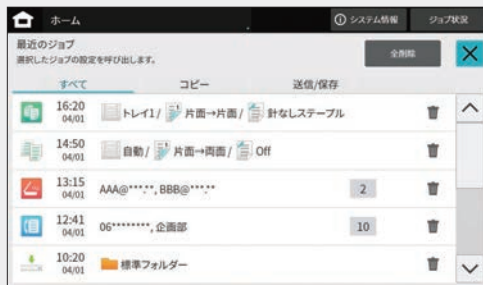 ホーム
システム情報
ジョブ状況
最近のジョブ
選択したジョブの設定を呼び出します。
全削除
すべて コピー 送信/保存
16:20 トレイ1/ 片面→片面/ 針なしステープル
04/01
14:50 自動/ 片面→両面/ Off
04/01
13:15 AAA@***.**, BBB@***.** 2
04/01
12:41 06********, 企画部 10
04/01
10:20 標準フォルダー
04/01